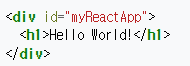 <div id="myReactApp">
  <h1>Hello World!</h1>
</div>